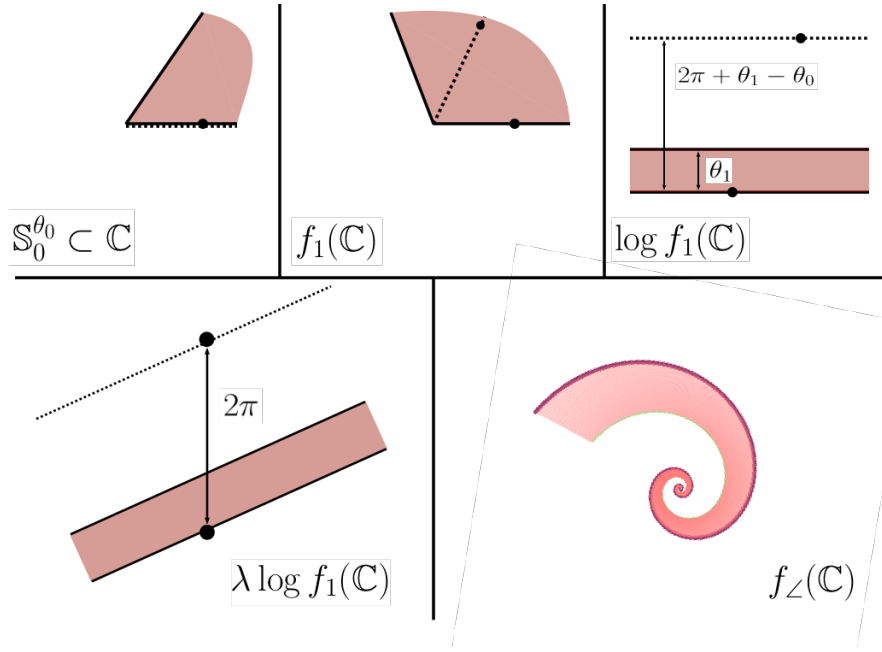 𝕊₀^{θ₀} ⊂ ℂ
f₁(ℂ)
2π + θ₁ − θ₀
θ₁
log f₁(ℂ)
2π
λ log f₁(ℂ)
f∠(ℂ)